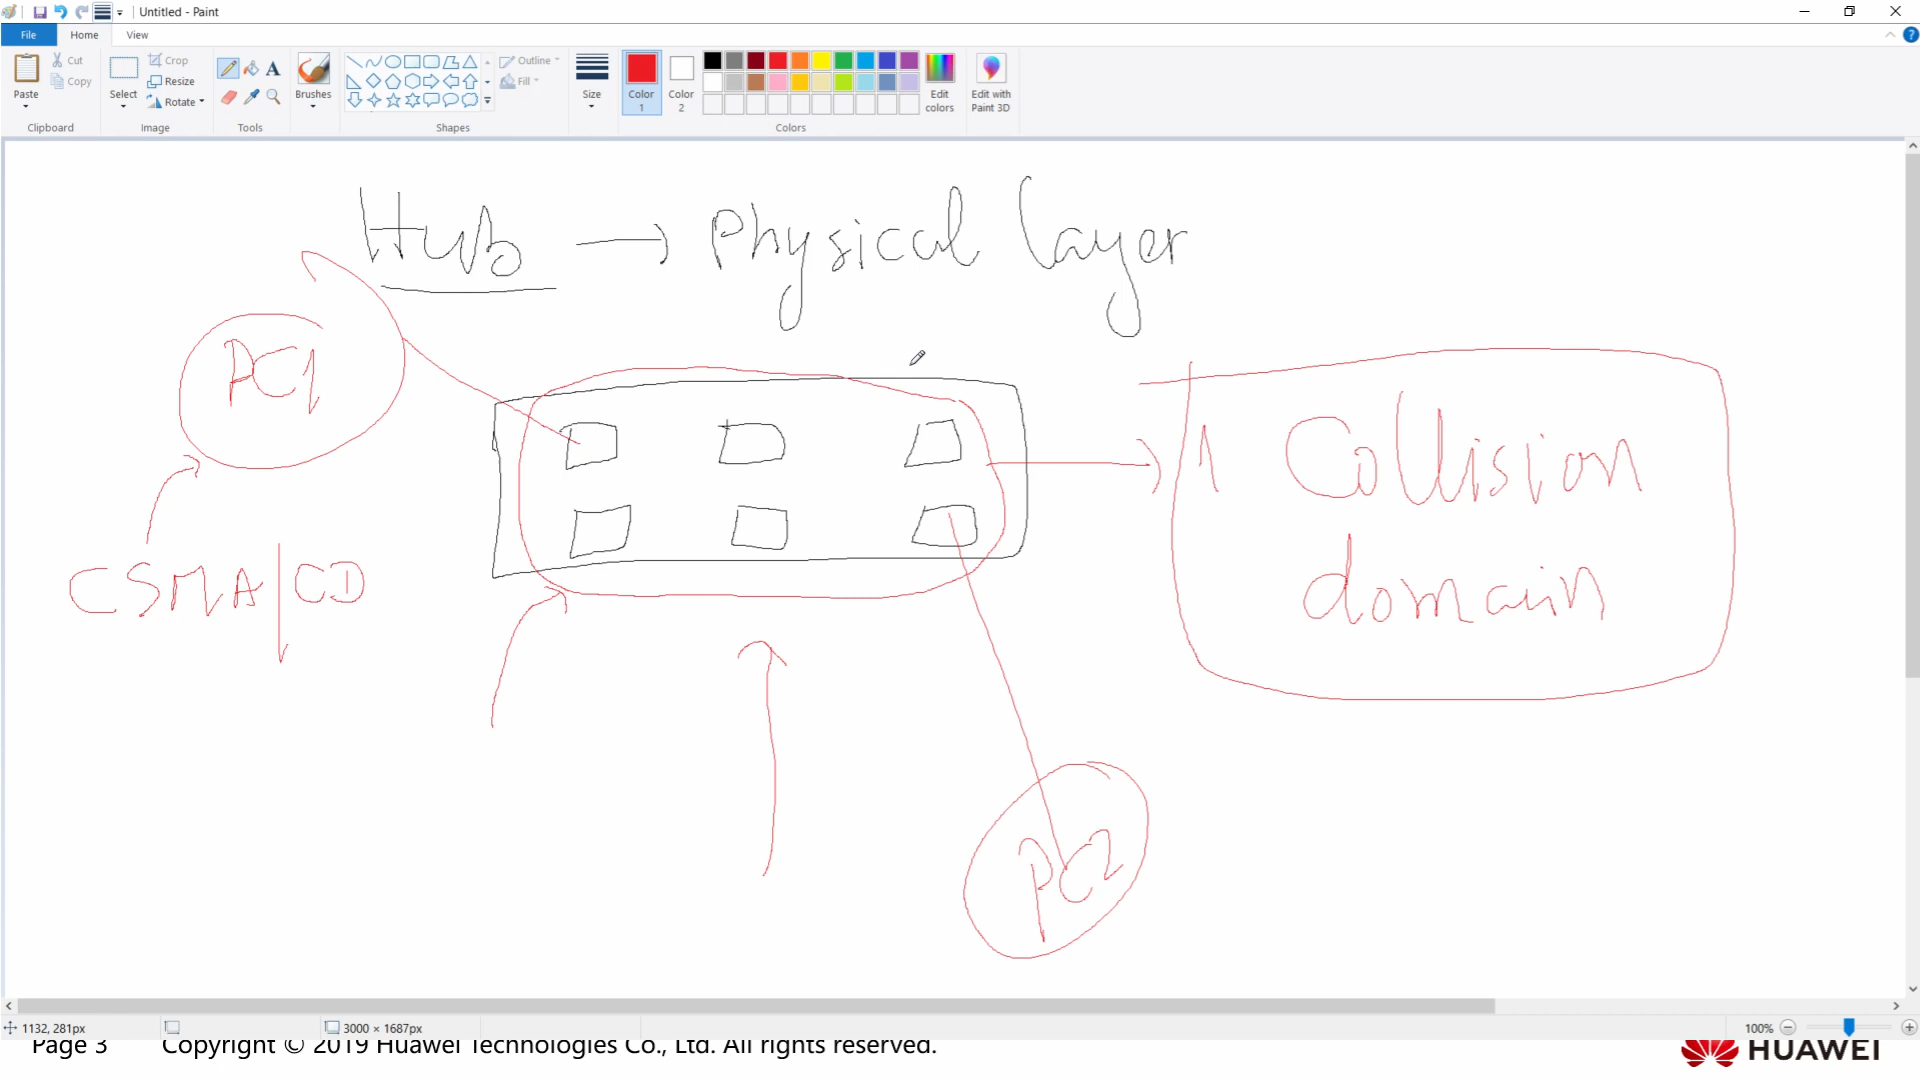 Untitled - Paint
File Home View
Paste Cut Copy Clipboard
Select Crop Resize Rotate Image
Tools
Brushes
Shapes Outline Fill
Size
Color 1 Color 2 Edit colors Edit with Paint 3D
Colors
Hub → Physical layer
PC1
1 Collision
domain
CSMA/CD
PC2
1132, 281px 3000 × 1687px 100%
Page 3 Copyright © 2019 Huawei Technologies Co., Ltd. All rights reserved. HUAWEI